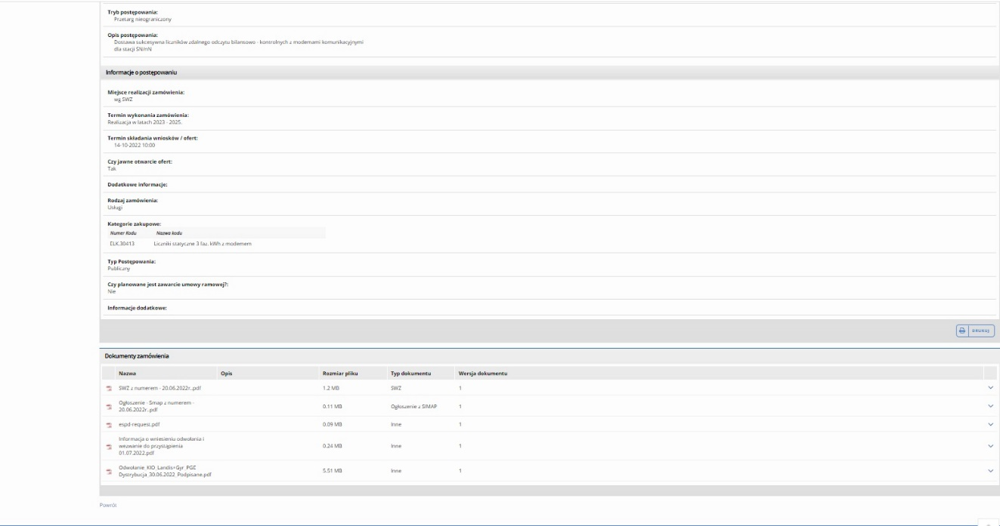 Tryb postępowania:
Przetarg nieograniczony
Opis postępowania:
Dostawa sukcesywna liczników zdalnego odczytu bilansowo - kontrolnych z modemami komunikacyjnymi
dla stacji SN/nN
Informacje o postępowaniu
Miejsce realizacji zamówienia:
wg SWZ
Termin wykonania zamówienia:
Realizacja w latach 2023 - 2025.
Termin składania wniosków / ofert:
14-10-2022 10:00
Czy jawne otwarcie ofert:
Tak
Dodatkowe informacje:
Rodzaj zamówienia:
Usługi
Kategorie zakupowe:
Numer Kodu Nazwa kodu
ELK.30413 Liczniki statyczne 3 faz. kWh z modemem
Typ Postępowania:
Publiczny
Czy planowane jest zawarcie umowy ramowej?:
Nie
Informacje dodatkowe:
DRUKUJ
Dokumenty zamówienia
Nazwa Opis Rozmiar pliku Typ dokumentu Wersja dokumentu
SWZ z numerem - 20.06.2022r..pdf 1.2 MB SWZ 1
Ogłoszenie - Smap z numerem -
20.06.2022r..pdf 0.11 MB Ogłoszenie z SIMAP 1
espd-request.pdf 0.09 MB Inne 1
Informacja o wniesieniu odwołania i
wezwanie do przystąpienia 0.24 MB Inne 1
01.07.2022.pdf
Odwołanie_KIO_Landis+Gyr_PGE
Dystrybucja_30.06.2022_Podpisane.pdf 5.51 MB Inne 1
Powrót